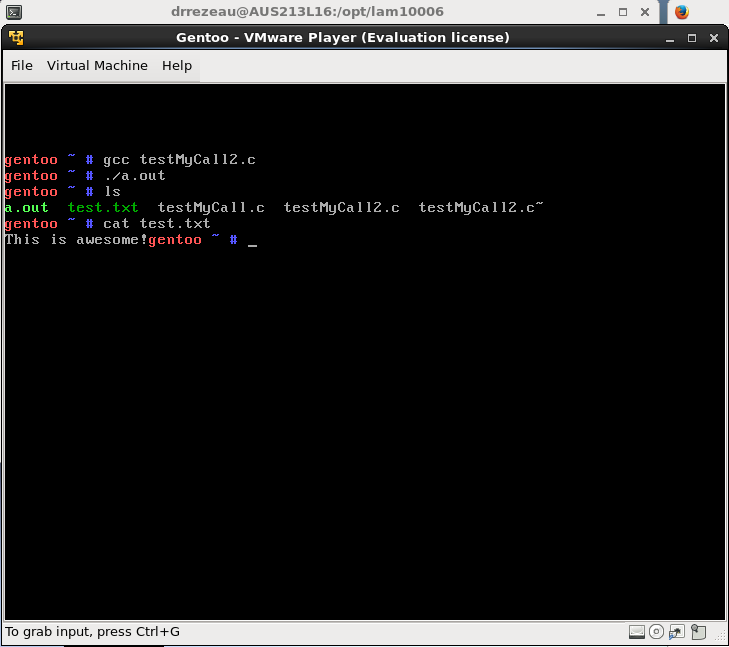 drrezeau@AUS213L16:/opt/lam10006
Gentoo - VMware Player (Evaluation license)
File Virtual Machine Help
gentoo ~ # gcc testMyCall2.c
gentoo ~ # ./a.out
gentoo ~ # ls
a.out test.txt testMyCall.c testMyCall2.c testMyCall2.c~
gentoo ~ # cat test.txt
This is awesome!gentoo ~ # _
To grab input, press Ctrl+G